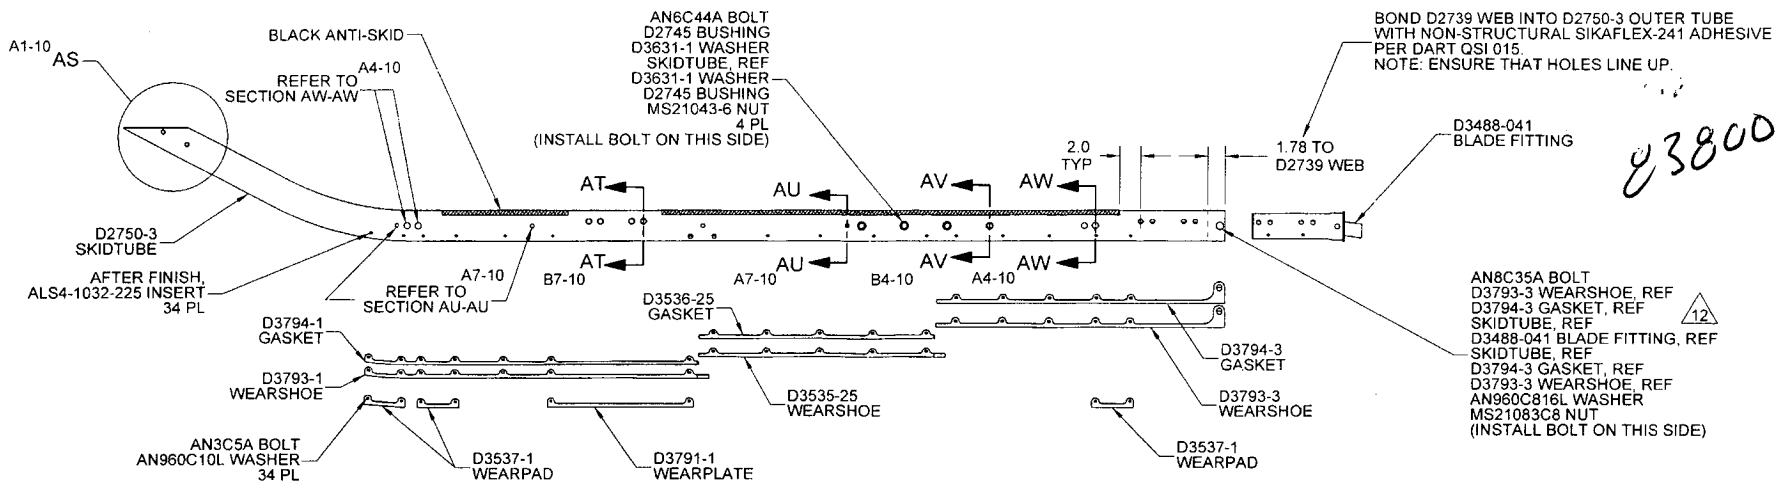 A1-10
AS
BLACK ANTI-SKID
REFER TO A4-10
SECTION AW-AW
AN6C44A BOLT
D2745 BUSHING
D3631-1 WASHER
SKIDTUBE, REF
D3631-1 WASHER
D2745 BUSHING
MS21043-6 NUT
4 PL
(INSTALL BOLT ON THIS SIDE)
BOND D2739 WEB INTO D2750-3 OUTER TUBE
WITH NON-STRUCTURAL SIKAFLEX-241 ADHESIVE
PER DART QSI 015.
NOTE: ENSURE THAT HOLES LINE UP.
D3488-041
BLADE FITTING
83800
2.0
TYP
1.78 TO
D2739 WEB
AT
AU
AV
AW
D2750-3
SKIDTUBE
AFTER FINISH,
ALS4-1032-225 INSERT
34 PL
REFER TO
SECTION AU-AU
A7-10
B7-10
AT
A7-10
AU
B4-10
AV
A4-10
AW
D3794-1
GASKET
D3793-1
WEARSHOE
AN3C5A BOLT
AN960C10L WASHER
34 PL
D3537-1
WEARPAD
D3791-1
WEARPLATE
D3536-25
GASKET
D3535-25
WEARSHOE
D3794-3
GASKET
D3793-3
WEARSHOE
D3537-1
WEARPAD
AN8C35A BOLT
D3793-3 WEARSHOE, REF
D3794-3 GASKET, REF
SKIDTUBE, REF
12
D3488-041 BLADE FITTING, REF
SKIDTUBE, REF
D3794-3 GASKET, REF
D3793-3 WEARSHOE, REF
AN960C816L WASHER
MS21083C8 NUT
(INSTALL BOLT ON THIS SIDE)